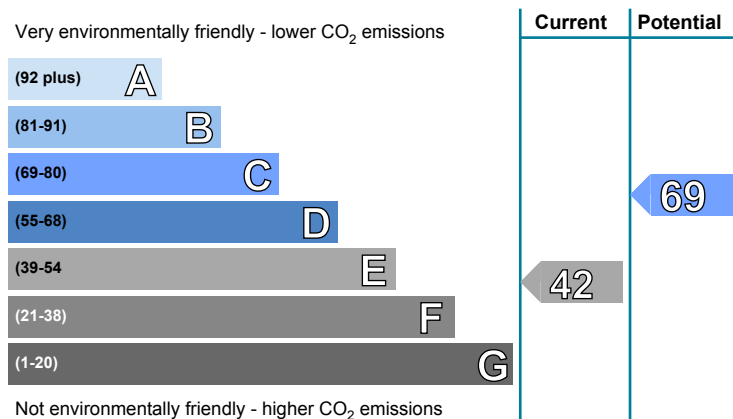 Current Potential
Very environmentally friendly - lower CO₂ emissions
(92 plus) A
(81-91) B
(69-80) C
69
(55-68) D
(39-54 E
42
(21-38) F
(1-20) G
Not environmentally friendly - higher CO₂ emissions